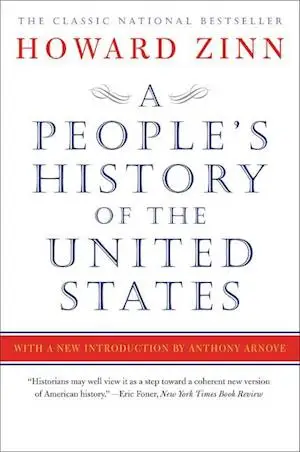 THE CLASSIC NATIONAL BESTSELLER
HOWARD ZINN
A
PEOPLE'S
HISTORY
OF THE
UNITED
STATES
WITH A NEW INTRODUCTION BY ANTHONY ARNOVE
"Historians may well view it as a step toward a coherent new version
of American history."—Eric Foner, New York Times Book Review